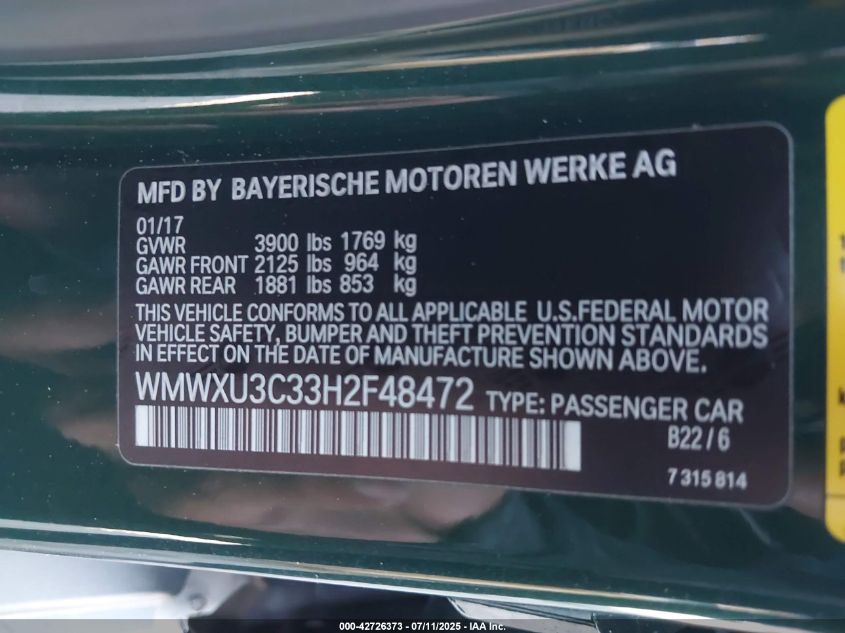 MFD BY BAYERISCHE MOTOREN WERKE AG
01/17
GVWR 3900 lbs 1769 kg
GAWR FRONT 2125 lbs 964 kg
GAWR REAR 1881 lbs 853 kg
THIS VEHICLE CONFORMS TO ALL APPLICABLE U.S.FEDERAL MOTOR
VEHICLE SAFETY, BUMPER AND THEFT PREVENTION STANDARDS
IN EFFECT ON THE DATE OF MANUFACTURE SHOWN ABOVE.
WMWXU3C33H2F48472 TYPE: PASSENGER CAR
B22/6
7 315 814
000-42726373 - 07/11/2025 - IAA Inc.